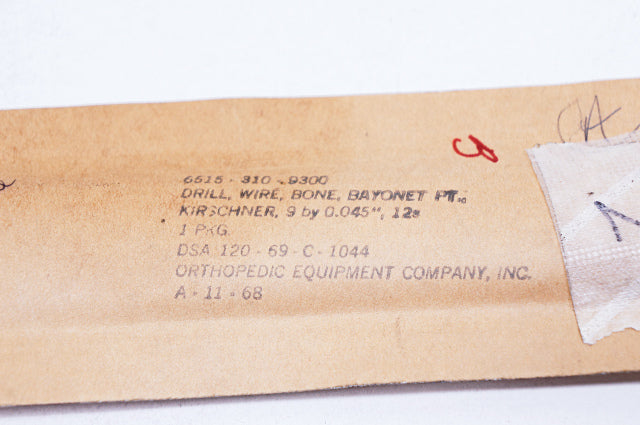 6515 - 310 - 9300
DRILL, WIRE, BONE, BAYONET PT.,
KIRSCHNER, 9 by 0.045", 12s
1 PKG.
DSA 120 - 69 - C - 1044
ORTHOPEDIC EQUIPMENT COMPANY, INC.
A - 11 - 68